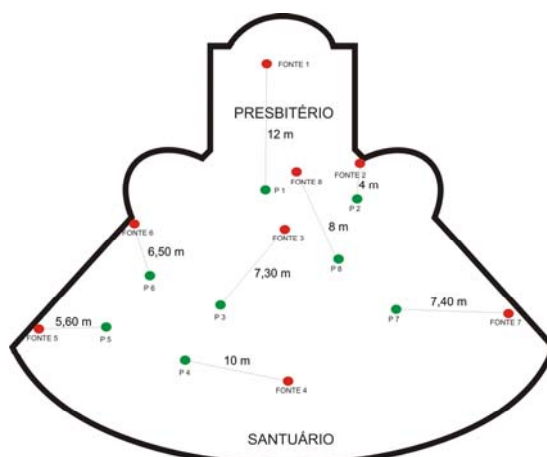 FONTE 1
PRESBITÉRIO
12 m
FONTE 2
FONTE 8
4 m
P 1
P 2
FONTE 6
FONTE 3
8 m
6,50 m
P 8
7,30 m
P 6
7,40 m
P 3
P 7
FONTE 7
5,60 m
FONTE 5
P 5
10 m
P 4
FONTE 4
SANTUÁRIO